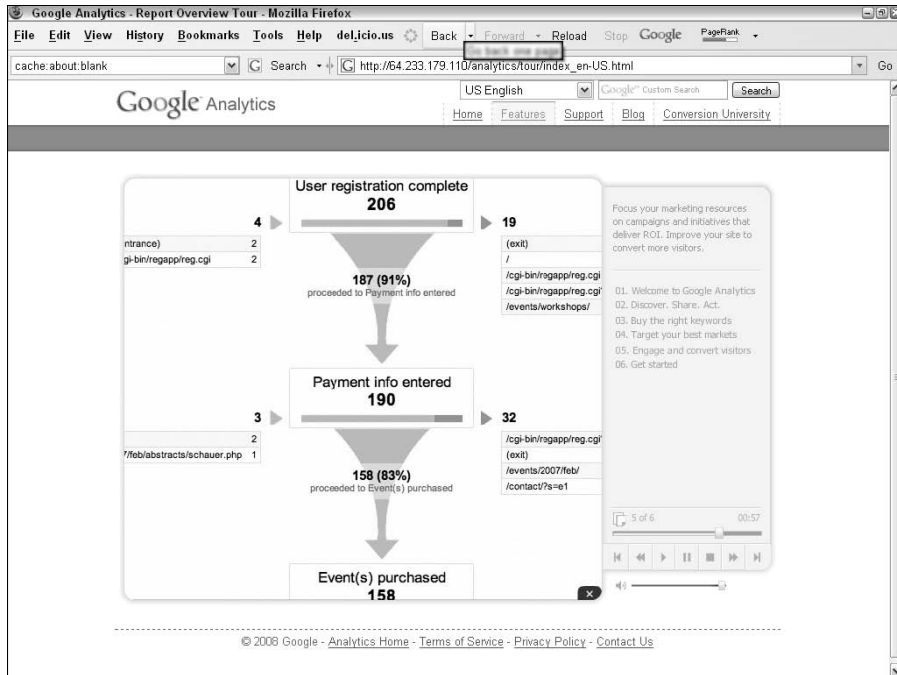 Google Analytics - Report Overview Tour - Mozilla Firefox
File Edit View History Bookmarks Tools Help del.icio.us Back Forward Reload Stop Google PageRank
Go back one page
cache:about:blank G Search G http://64.233.179.110/analytics/tour/index_en-US.html Go
Google Analytics
US English Google™ Custom Search Search
Home Features Support Blog Conversion University
User registration complete
206
4
ntrance) 2
gi-bin/regapp/reg.cgi 2
19
(exit)
/
/cgi-bin/regapp/reg.cgi
/cgi-bin/regapp/reg.cgi?
/events/workshops/
187 (91%)
proceeded to Payment info entered
Payment info entered
190
3
2
/feb/abstracts/schauer.php 1
32
/cgi-bin/regapp/reg.cgi?
(exit)
/events/2007/feb/
/contact/?s=e1
158 (83%)
proceeded to Event(s) purchased
Event(s) purchased
158
Focus your marketing resources
on campaigns and initiatives that
deliver ROI. Improve your site to
convert more visitors.
01. Welcome to Google Analytics
02. Discover. Share. Act.
03. Buy the right keywords
04. Target your best markets
05. Engage and convert visitors
06. Get started
5 of 6 00:57
© 2008 Google - Analytics Home - Terms of Service - Privacy Policy - Contact Us